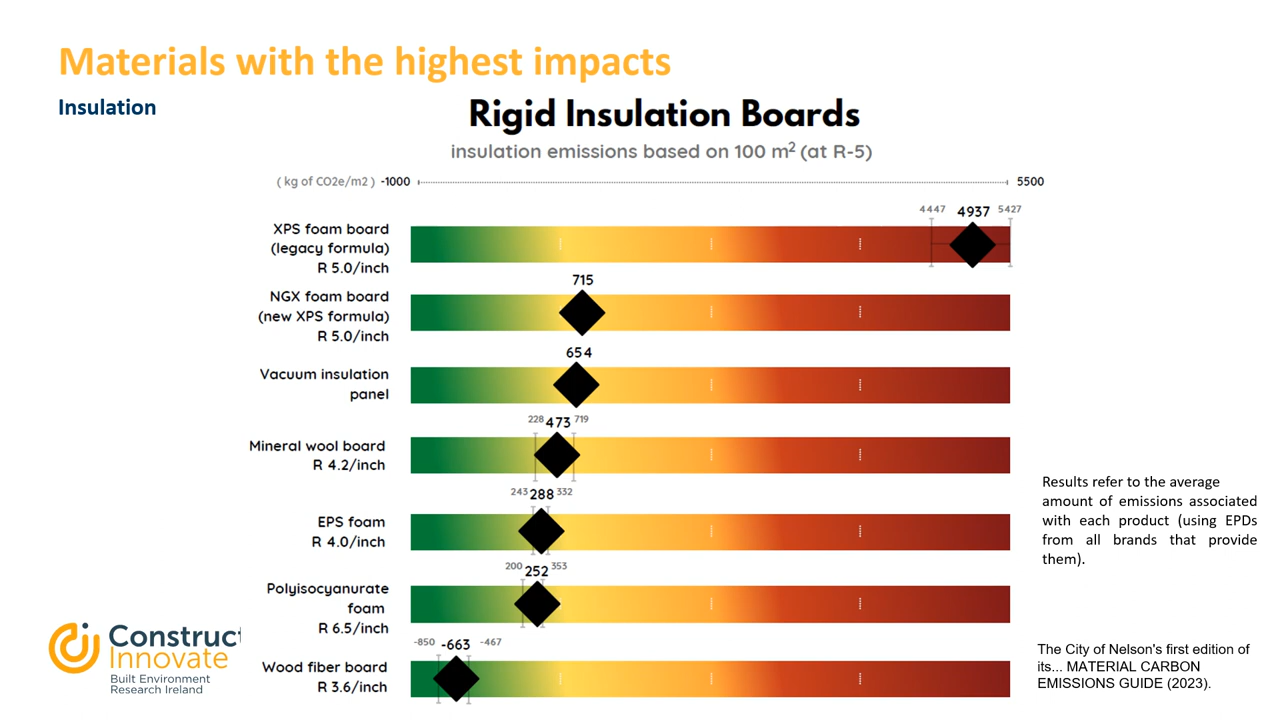 Materials with the highest impacts
Insulation
Rigid Insulation Boards
insulation emissions based on 100 m² (at R-5)
( kg of CO2e/m2 ) -1000 5500
4447 4937 5427
XPS foam board
(legacy formula)
R 5.0/inch
715
NGX foam board
(new XPS formula)
R 5.0/inch
654
Vacuum insulation
panel
228 473 719
Mineral wool board
R 4.2/inch
243 288 332
EPS foam
R 4.0/inch
200 252 353
Polyisocyanurate
foam
R 6.5/inch
-850 -663 -467
Wood fiber board
R 3.6/inch
Results refer to the average
amount of emissions associated
with each product (using EPDs
from all brands that provide
them).
The City of Nelson's first edition of
its... MATERIAL CARBON
EMISSIONS GUIDE (2023).
Construct
Innovate
Built Environment
Research Ireland